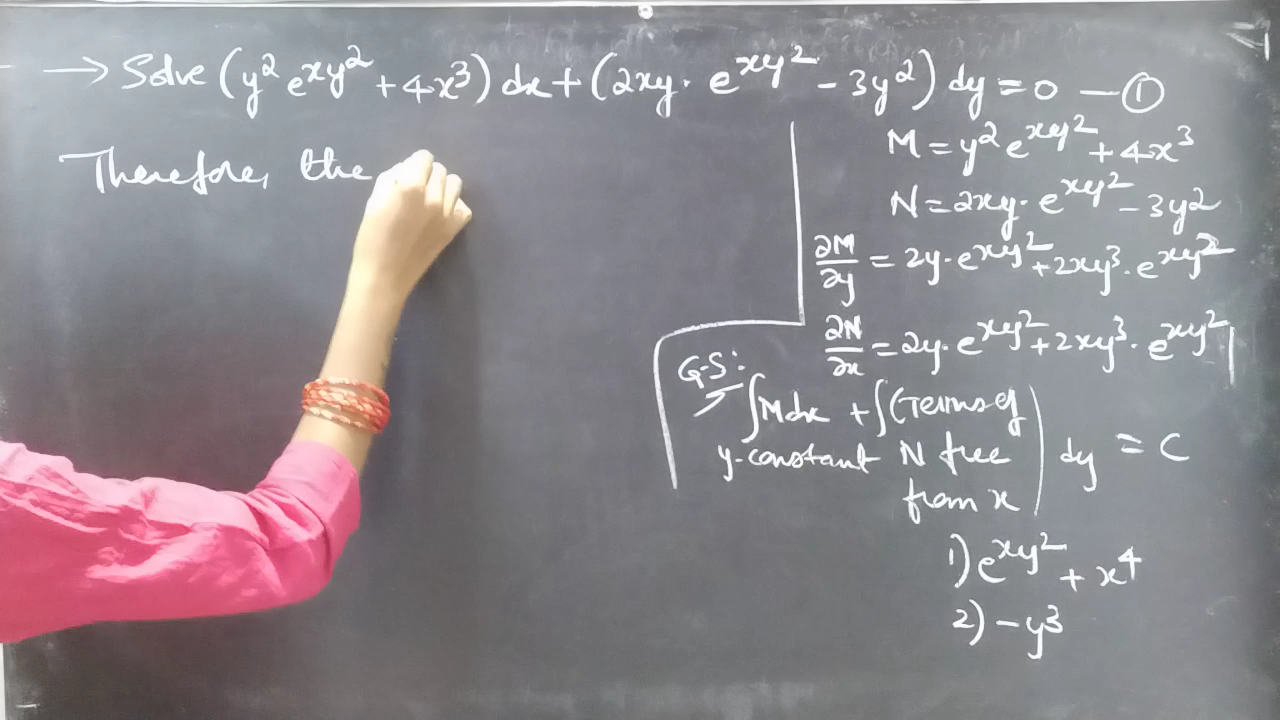 → Solve (y² e^{xy²} + 4x³) dx + (2xy · e^{xy²} - 3y²) dy = 0 — ①
Therefore, the
M = y² e^{xy²} + 4x³
N = 2xy · e^{xy²} - 3y²
∂M/∂y = 2y · e^{xy²} + 2xy³ · e^{xy²}
∂N/∂x = 2y · e^{xy²} + 2xy³ · e^{xy²}
G.S:
∫Mdx + ∫(Terms of
y-constant N free
from x) dy = C
1) e^{xy²} + x⁴
2) - y³